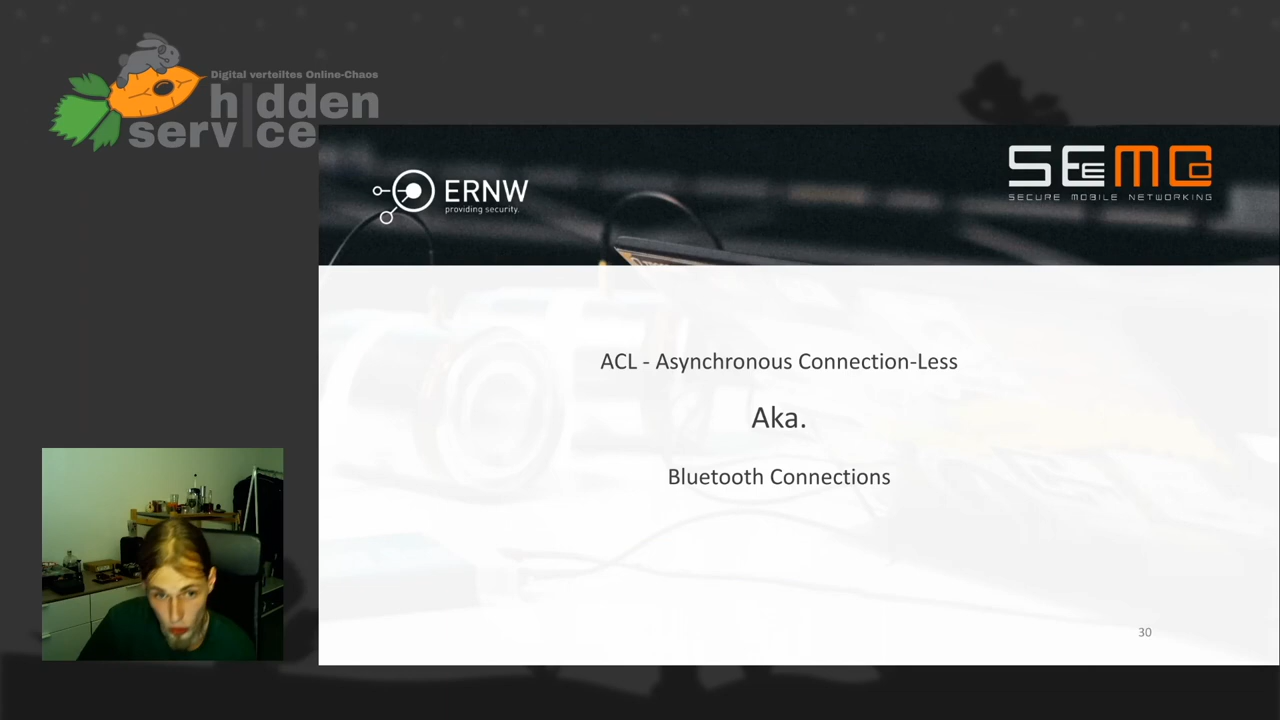 Digital verteiltes Online-Chaos
hidden
service
ERNW
providing security.
SEEMOO
SECURE MOBILE NETWORKING
ACL - Asynchronous Connection-Less
Aka.
Bluetooth Connections
30